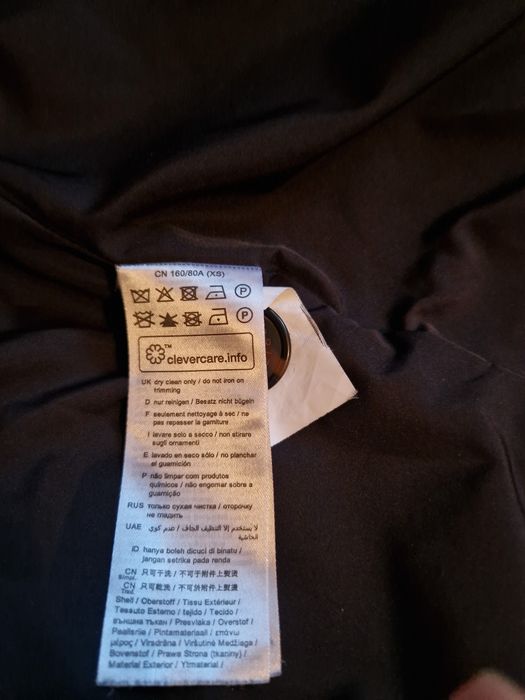 CN 160/80A (XS)
P
P
TM
clevercare.info
UK dry clean only / do not iron on
trimming
D nur reinigen / Besatz nicht bügeln
F seulement nettoyage à sec / ne
pas repasser la garniture
I lavare solo a secco / non stirare
sugli ornamenti
E lavado en seco sólo / no planchar
el guarnición
P não limpar com produtos
químicos / não engomar sobre a
guarnição
RUS только сухая чистка / оторочку
не гладить
UAE لا يستخدم إلا التنظيف الجاف / عدم كوي
الحاشية
ID hanya boleh dicuci di binatu /
jangan setrika pada renda
CN 只可干洗 / 不可于附件上熨烫
Simpl.
CN 只可乾洗 / 不可於附件上熨燙
Trad.
Shell / Oberstoff / Tissu Extérieur /
Tessuto Esterno / tejido / Tecido /
външна тъкан / Presvlaka / Overstof /
Pealisriie / Pintamateriaali / επάνω
μέρος / Virsdrēna / Viršutinė Medžiaga /
Bovenstof / Prawa Strona (tkaniny) /
Material Exterior / Ytmaterial /